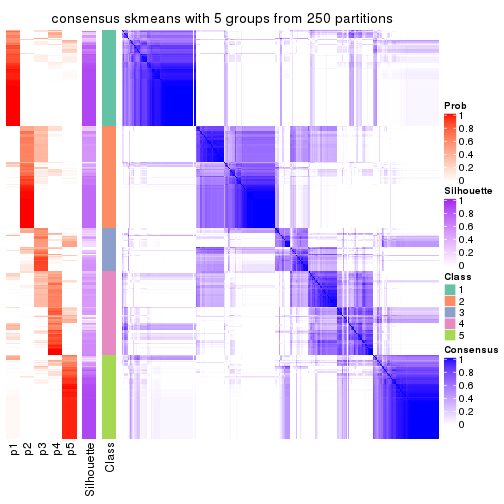 consensus skmeans with 5 groups from 250 partitions
Prob
1
0.8
0.6
0.4
0.2
0
Silhouette
1
0.8
0.6
0.4
0.2
0
Class
1
2
3
4
5
Consensus
1
0.8
0.6
0.4
0.2
0
p1
p2
p3
p4
p5
Silhouette
Class